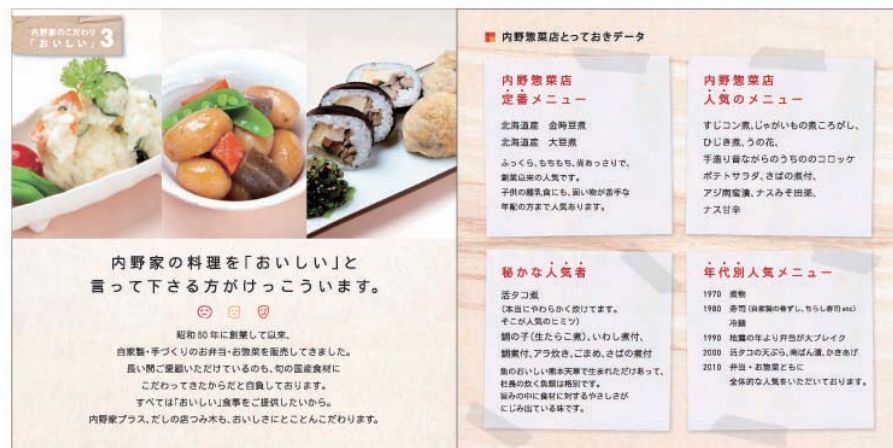 内野家のこだわり
「おいしい」3
内野家の料理を「おいしい」と
言って下さる方がけっこういます。
昭和50年に創業して以来、
自家製・手づくりのお弁当・お惣菜を販売してきました。
長い間ご愛顧いただけているのも、旬の国産食材に
こだわってきたからだと自負しております。
すべては「おいしい」食事をご提供したいから。
内野家プラス、だしの店つみ木も、おいしさにとことんこだわります。
内野惣菜店とっておきデータ
内野惣菜店
定番メニュー
北海道産 金時豆煮
北海道産 大豆煮
ふっくら、もちもち、尚あっさりで、
創業以来の人気です。
子供の離乳食にも、固い物が苦手な
年配の方まで人気あります。
内野惣菜店
人気のメニュー
すじコン煮、じゃがいもの煮ころがし、
ひじき煮、うの花、
手造り昔ながらのうちののコロッケ
ポテトサラダ、さばの煮付、
アジ南蛮漬、ナスみそ田楽、
ナス甘辛
秘かな人気者
活タコ煮
(本当にやわらかく炊けてます。
そこが人気のヒミツ)
鯛の子(生たらこ煮)、いわし煮付、
鯛煮付、アラ炊き、ごまめ、さばの煮付
魚のおいしい熊本天草で生まれただけあって、
社長の炊く魚類は格別です。
旨みの中に食材に対するやさしさが
にじみ出ている味です。
年代別人気メニュー
1970 煮物
1980 寿司(自家製の巻ずし、ちらし寿司etc)
冷麺
1990 地震の年より弁当が大ブレイク
2000 活タコの天ぷら、南ばん漬、かきあげ
2010 弁当・お惣菜ともに
全体的な人気をいただいております。